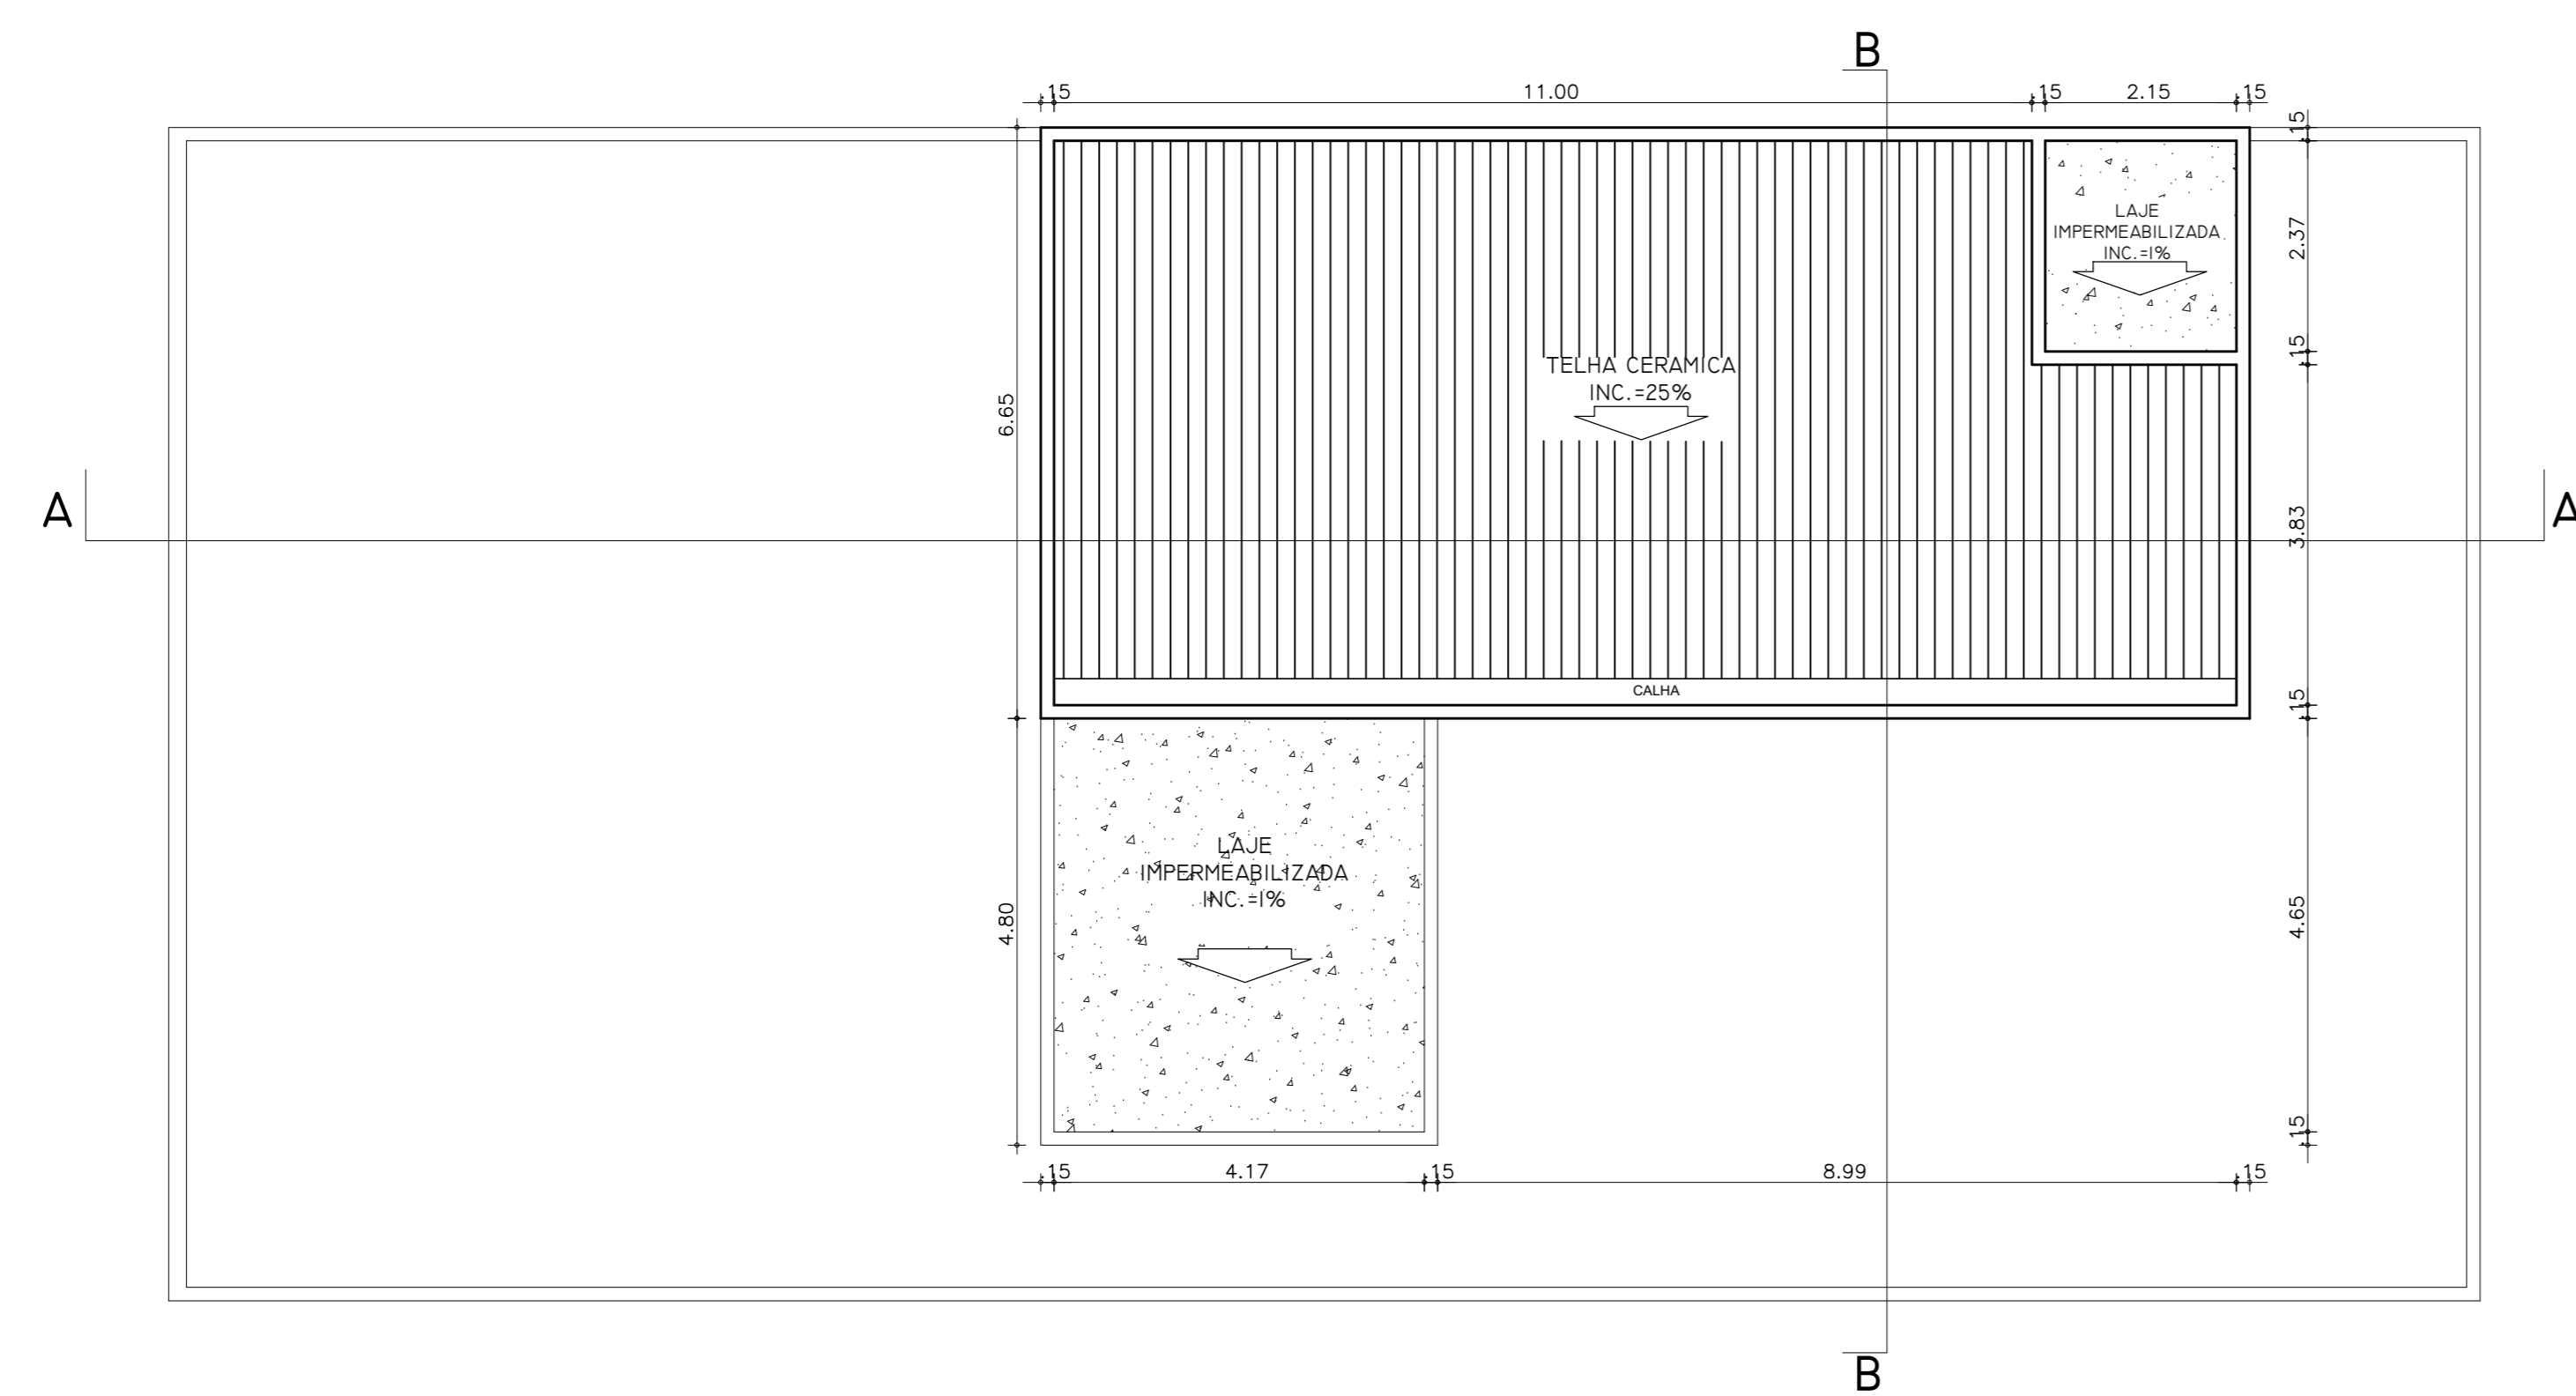 B
.15
11.00
.15
2.15
.15
.15
LAJE
IMPERMEABILIZADA
INC.=1%
2.37
.15
TELHA CERAMICA
INC.=25%
6.65
A
A
3.83
CALHA
.15
LAJE
IMPERMEABILIZADA
INC.=1%
4.80
4.65
.15
.15
4.17
.15
8.99
.15
B